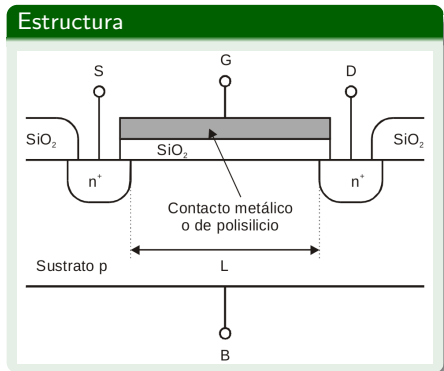 Estructura
G
S
D
SiO₂
SiO₂
SiO₂
n⁺
n⁺
Contacto metálico
o de polisilicio
Sustrato p
L
B